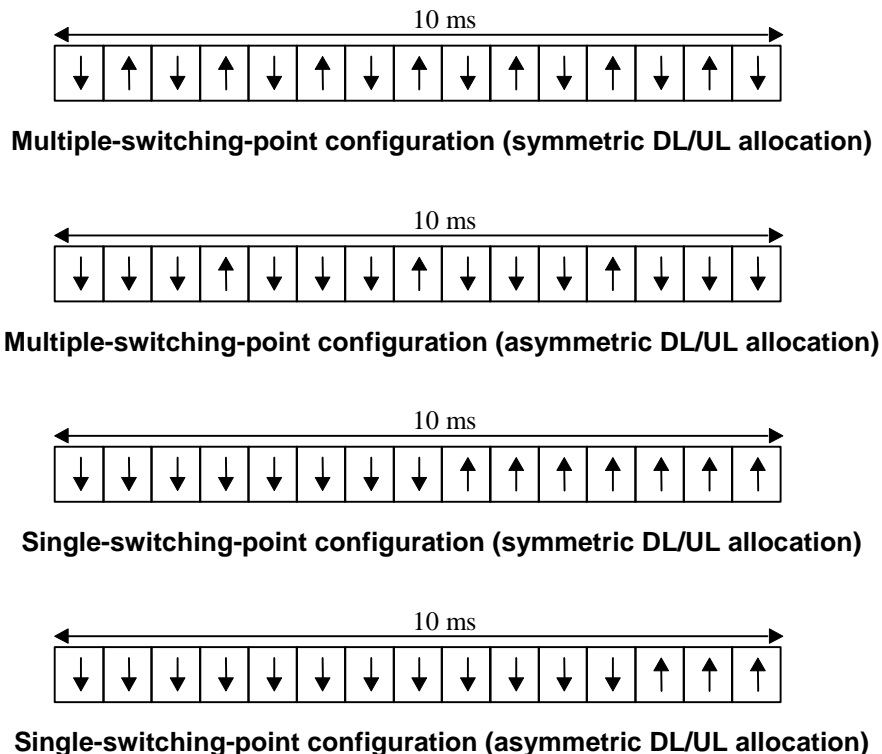 10 ms
Multiple-switching-point configuration (symmetric DL/UL allocation)
10 ms
Multiple-switching-point configuration (asymmetric DL/UL allocation)
10 ms
Single-switching-point configuration (symmetric DL/UL allocation)
10 ms
Single-switching-point configuration (asymmetric DL/UL allocation)